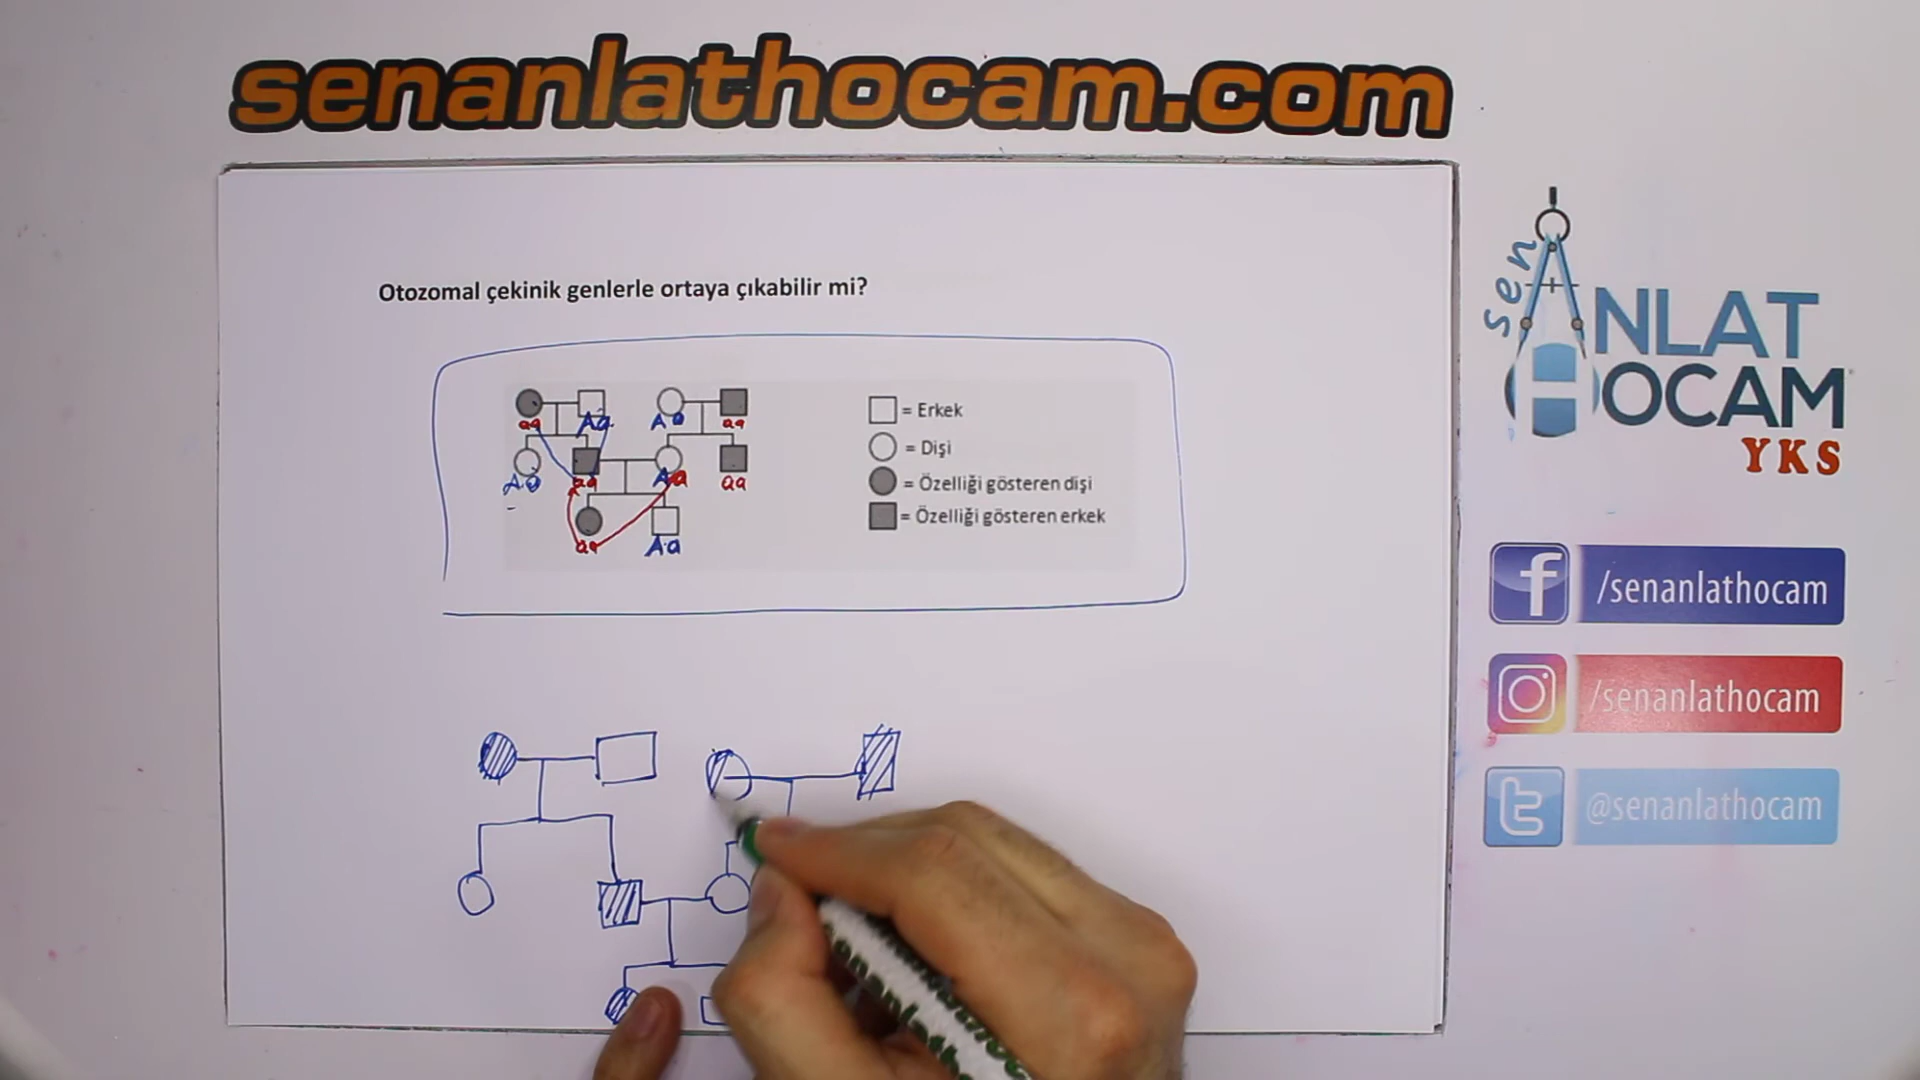 senanlathocam.com
Otozomal çekinik genlerle ortaya çıkabilir mi?
aa Aa Aa aa
Aa aa Aa aa
aa Aa
= Erkek
= Dişi
= Özelliği gösteren dişi
= Özelliği gösteren erkek
sen
ANLAT
HOCAM
YKS
f /senanlathocam
/senanlathocam
t @senanlathocam
senanlathocam